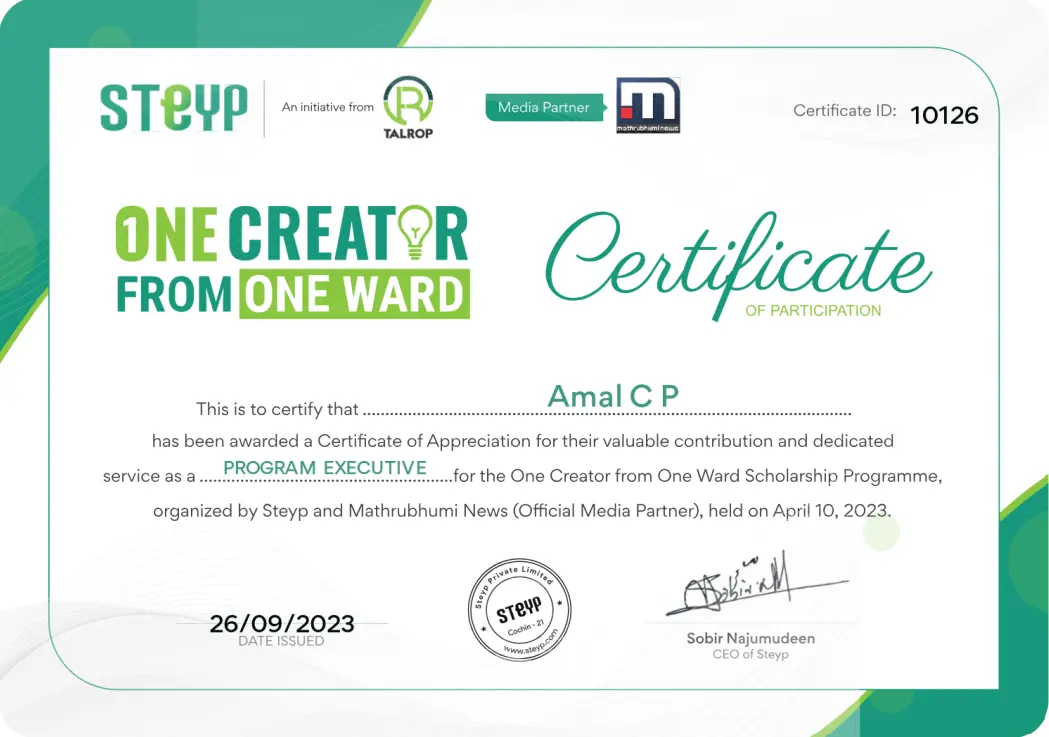 STEYP
An initiative from
TALROP
Media Partner
mathrubhumi news
Certificate ID: 10126
ONE CREATOR
FROM ONE WARD
Certificate
OF PARTICIPATION
This is to certify that Amal C P
has been awarded a Certificate of Appreciation for their valuable contribution and dedicated
service as a PROGRAM EXECUTIVE for the One Creator from One Ward Scholarship Programme,
organized by Steyp and Mathrubhumi News (Official Media Partner), held on April 10, 2023.
26/09/2023
DATE ISSUED
Steyp Private Limited
STEYP
Cochin - 21
www.steyp.com
Sobir Najumudeen
CEO of Steyp